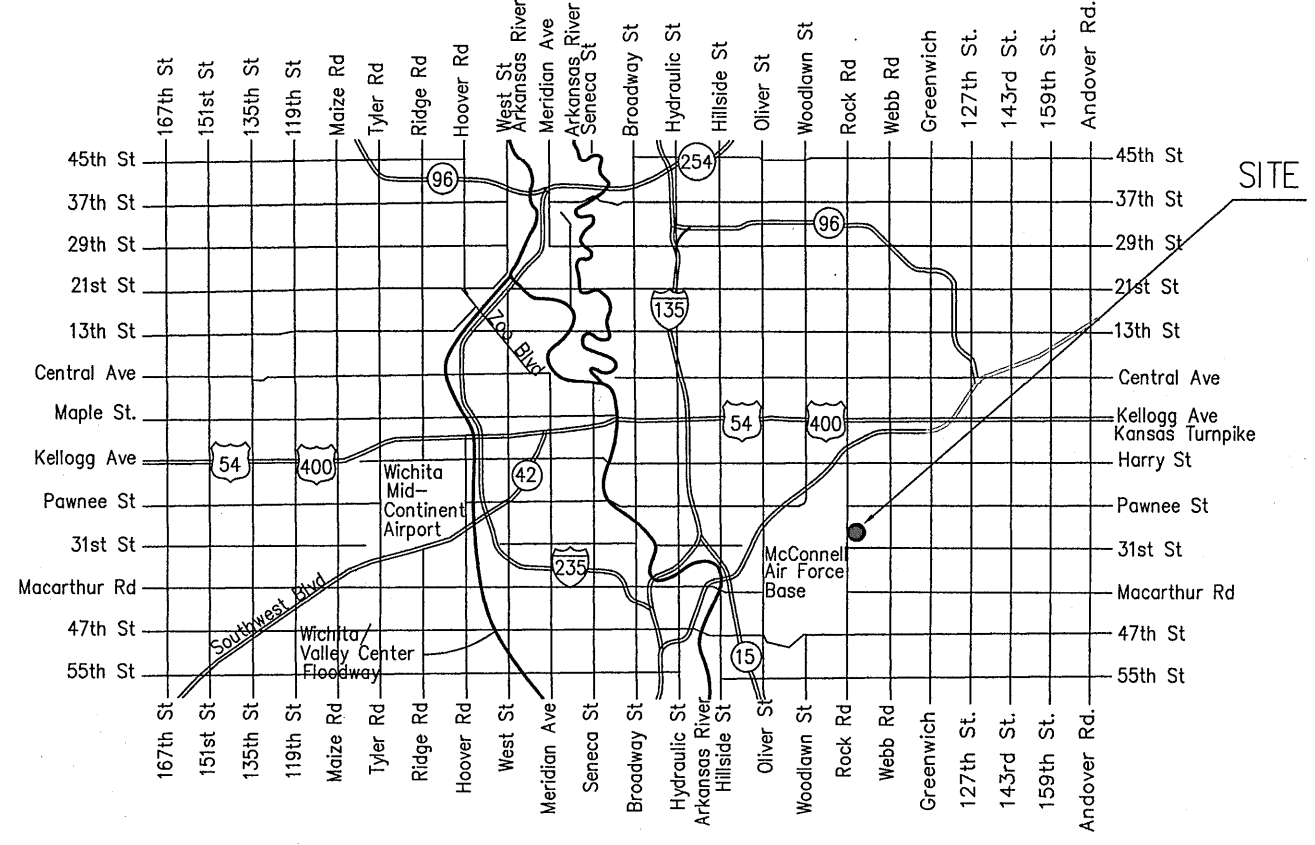 167th St
151st St
135th St
119th St
Maize Rd
Tyler Rd
Ridge Rd
Hoover Rd
West St
Arkansas River
Meridian Ave
Arkansas River
Seneca St
Broadway St
Hydraulic St
Hillside St
Oliver St
Woodlawn St
Rock Rd
Webb Rd
Greenwich
127th St.
143rd St.
159th St.
Andover Rd.
SITE
45th St
37th St
29th St
21st St
13th St
Central Ave
Maple St.
Kellogg Ave
Pawnee St
31st St
Macarthur Rd
47th St
55th St
96
254
96
135
Zoo Blvd
54
400
54
400
42
Wichita
Mid-
Continent
Airport
235
McConnell
Air Force
Base
Southwest Blvd
Wichita/
Valley Center
Floodway
15
45th St
37th St
29th St
21st St
13th St
Central Ave
Kellogg Ave
Kansas Turnpike
Harry St
Pawnee St
31st St
Macarthur Rd
47th St
55th St
167th St
151st St
135th St
119th St
Maize Rd
Tyler Rd
Ridge Rd
Hoover Rd
West St
Meridian Ave
Seneca St
Broadway St
Hydraulic St
Arkansas River
Hillside St
Oliver St
Woodlawn St
Rock Rd
Webb Rd
Greenwich
127th St.
143rd St.
159th St.
Andover Rd.